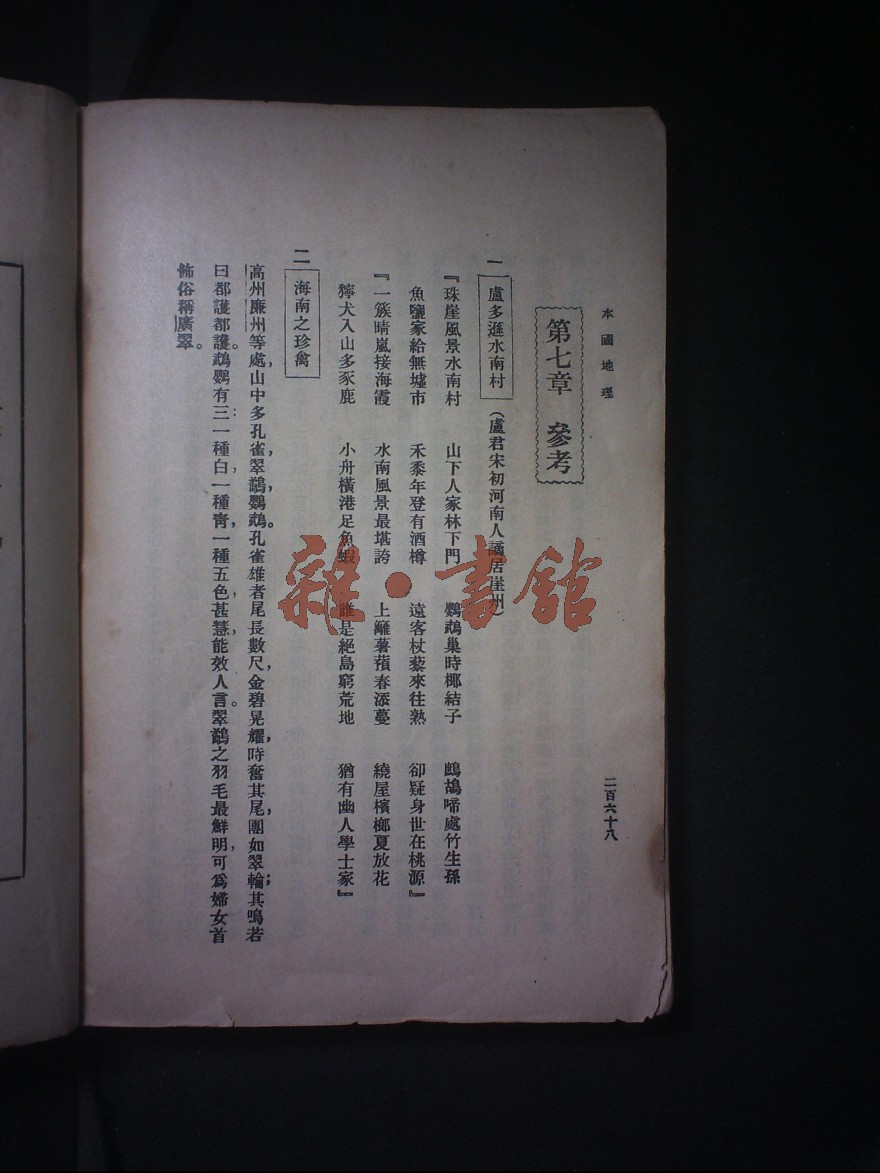 本國地理
二百六十八
第七章 參考
一 盧多遜水南村 (盧君宋初河南人謫居崖州)
『珠崖風景水南村 山下人家林下門 鸚鵡巢時椰結子 鷓鴣啼處竹生孫
魚鹽家給無墟市 禾黍年登有酒樽 遠客杖藜來往熟 卻疑身世在桃源』
『一簇晴嵐接海霞 水南風景最堪誇 上籬薯蕷春添蔓 繞屋檳榔夏放花
獰犬入山多豕鹿 小舟橫港足魚蝦 誰是絕島窮荒地 猶有幽人學士家』
二 海南之珍禽
高州廉州等處,山中多孔雀,翠鷸,鸚鵡。孔雀雄者尾長數尺,金碧晃耀,時奮其尾,團如翠輪;其鳴若
曰都護都護。鵡鸚有三:一種白,一種青,一種五色,甚慧,能效人言。翠鷸之羽毛最鮮明,可爲婦女首
飾,俗稱廣翠。
雜·書館